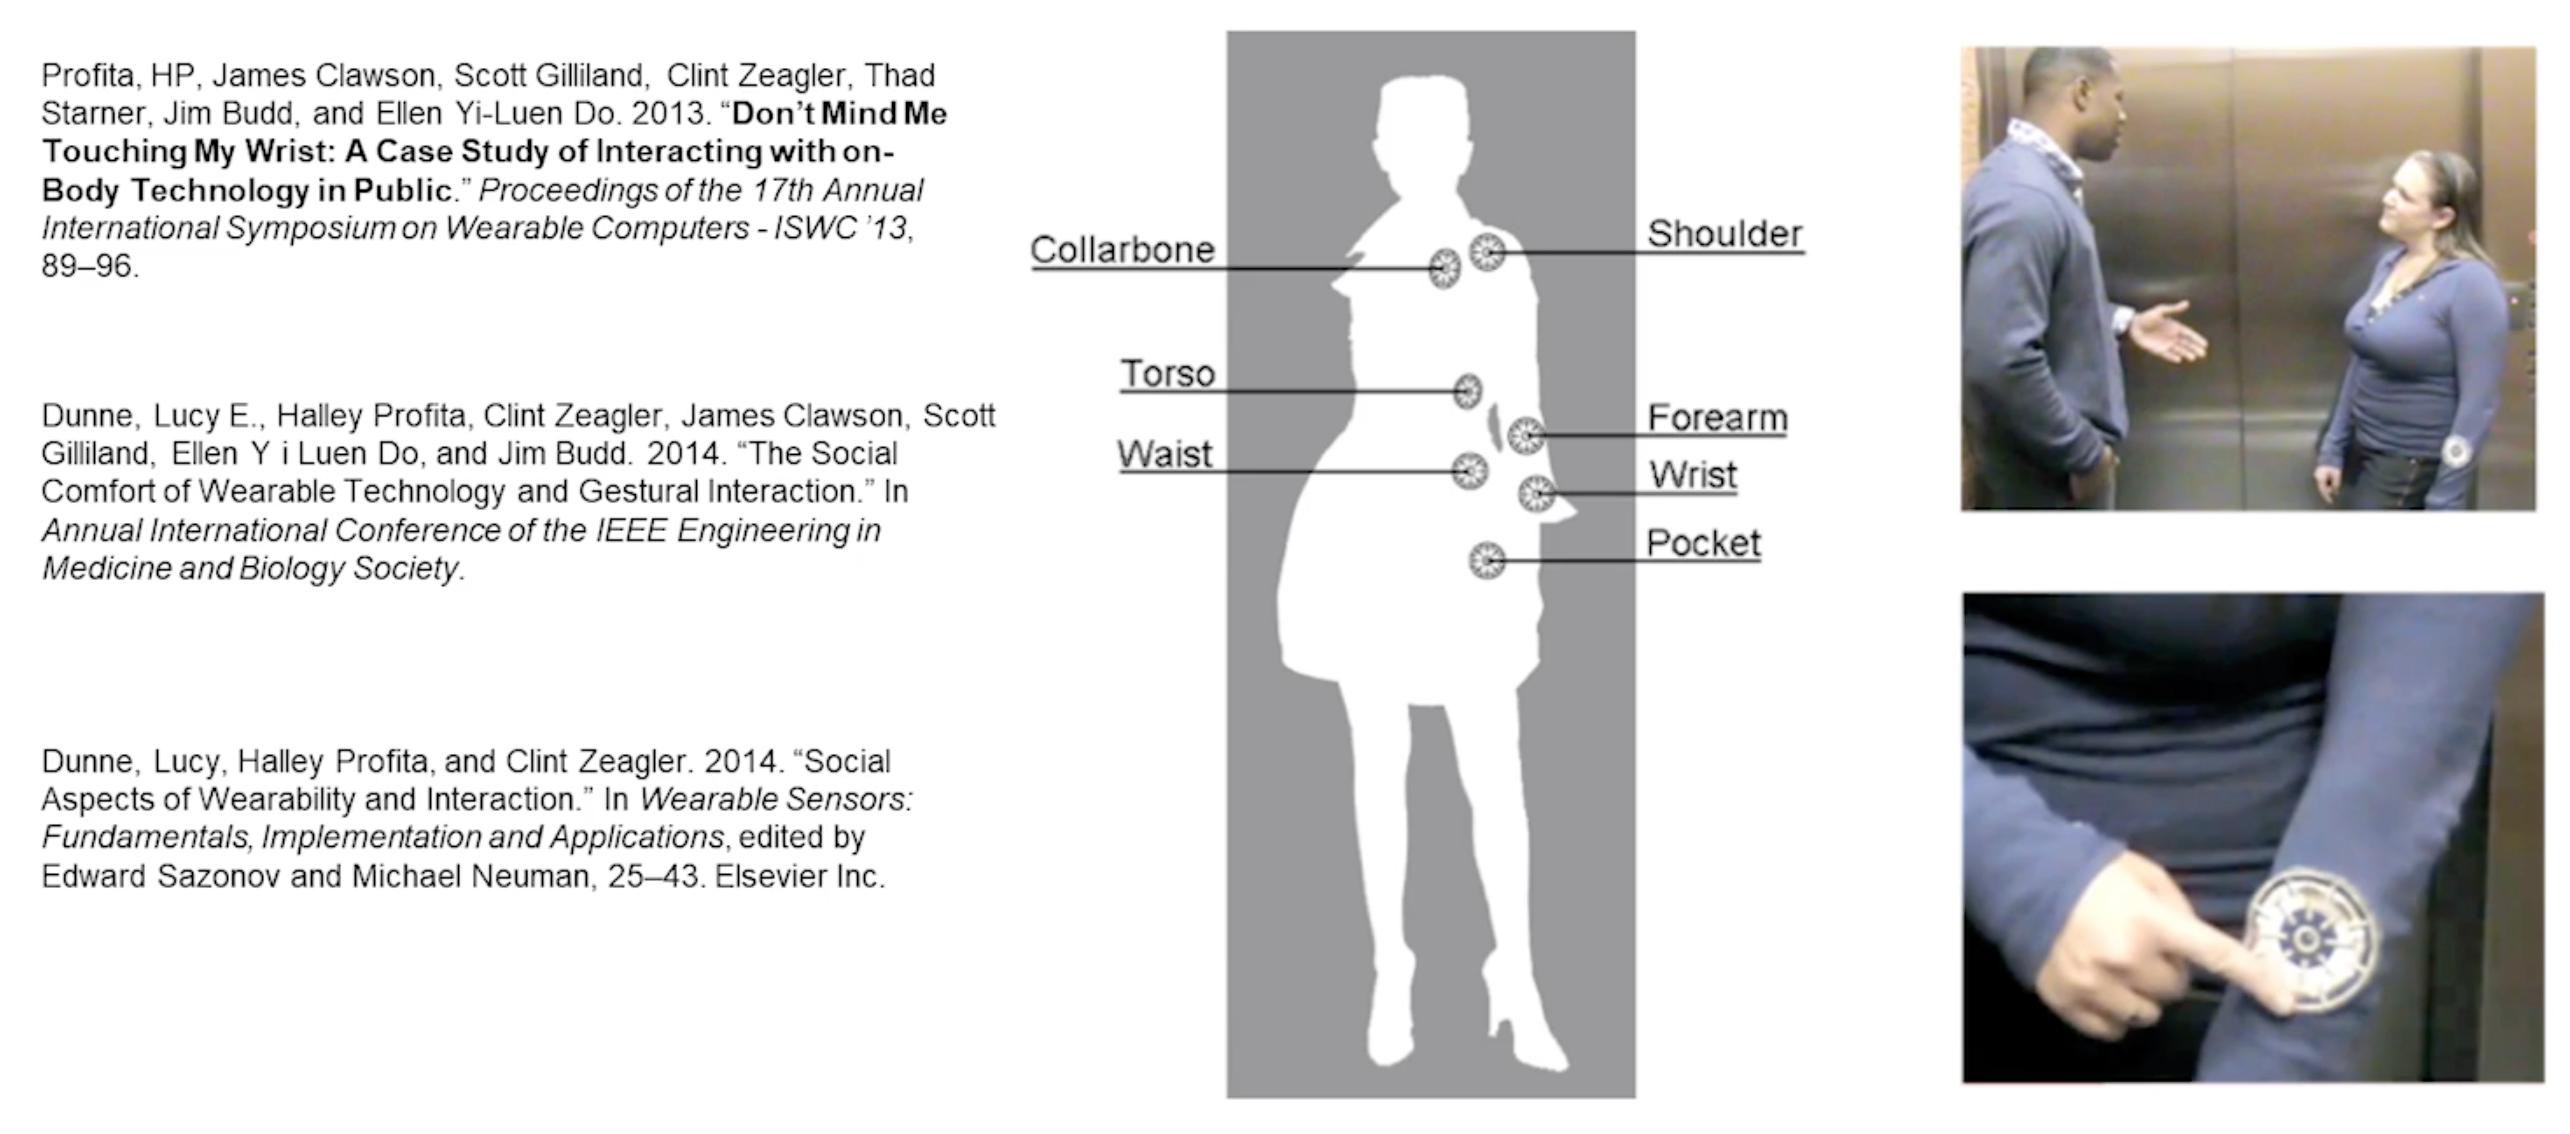 Profita, HP, James Clawson, Scott Gilliland, Clint Zeagler, Thad
Starner, Jim Budd, and Ellen Yi-Luen Do. 2013. “Don’t Mind Me
Touching My Wrist: A Case Study of Interacting with on-
Body Technology in Public.” Proceedings of the 17th Annual
International Symposium on Wearable Computers - ISWC ’13,
89–96.
Dunne, Lucy E., Halley Profita, Clint Zeagler, James Clawson, Scott
Gilliland, Ellen Y i Luen Do, and Jim Budd. 2014. “The Social
Comfort of Wearable Technology and Gestural Interaction.” In
Annual International Conference of the IEEE Engineering in
Medicine and Biology Society.
Dunne, Lucy, Halley Profita, and Clint Zeagler. 2014. “Social
Aspects of Wearability and Interaction.” In Wearable Sensors:
Fundamentals, Implementation and Applications, edited by
Edward Sazonov and Michael Neuman, 25–43. Elsevier Inc.
Collarbone
Torso
Waist
Shoulder
Forearm
Wrist
Pocket